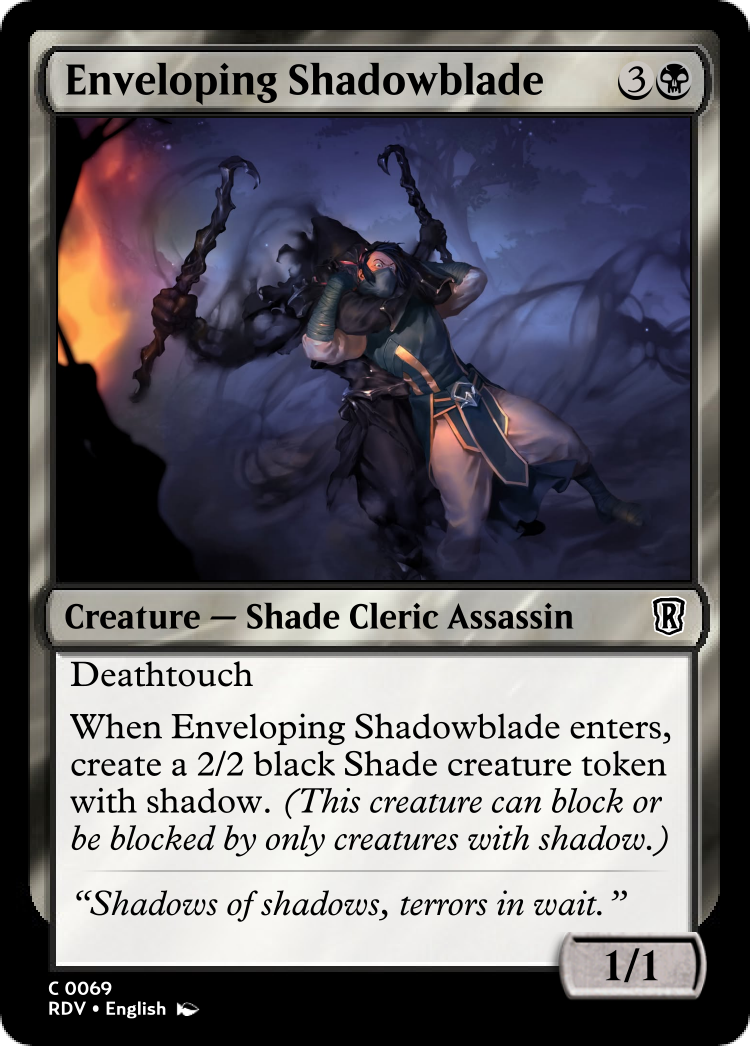 Enveloping Shadowblade 3
Creature — Shade Cleric Assassin R
Deathtouch
When Enveloping Shadowblade enters,
create a 2/2 black Shade creature token
with shadow. (This creature can block or
be blocked by only creatures with shadow.)
“Shadows of shadows, terrors in wait.”
1/1
C 0069
RDV • English